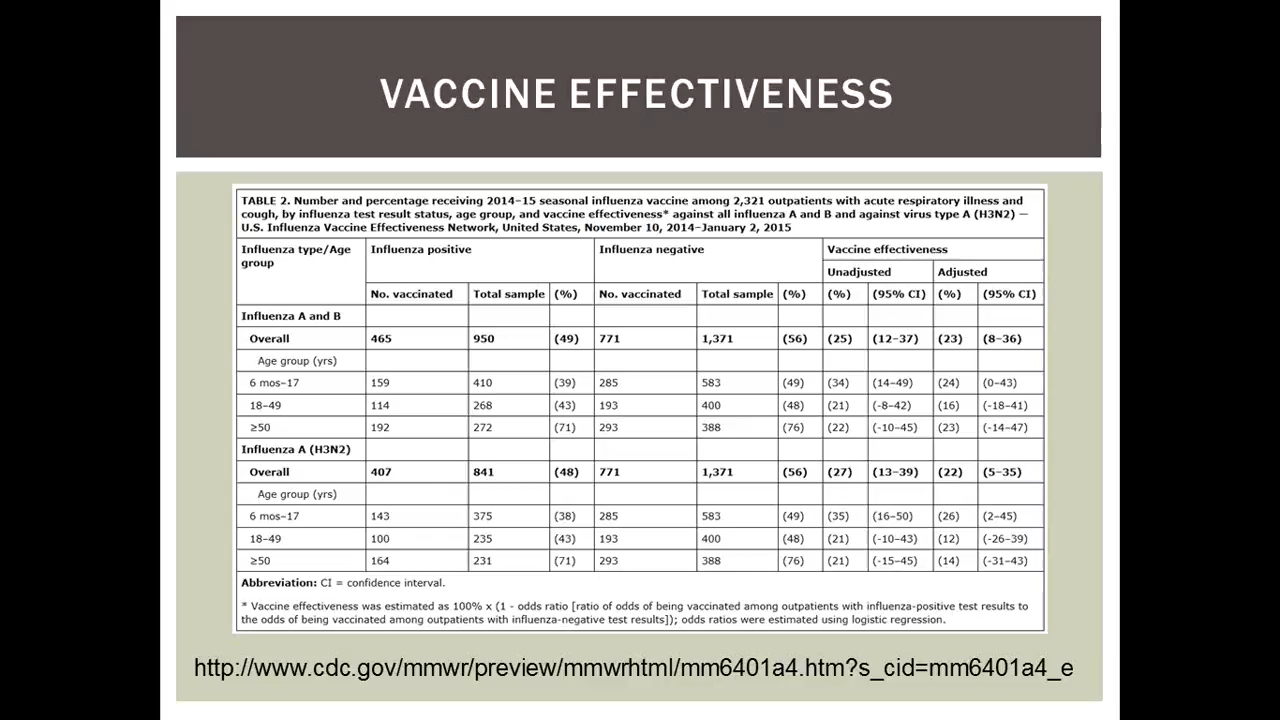 VACCINE EFFECTIVENESS
TABLE 2. Number and percentage receiving 2014–15 seasonal influenza vaccine among 2,321 outpatients with acute respiratory illness and
cough, by influenza test result status, age group, and vaccine effectiveness* against all influenza A and B and against virus type A (H3N2) —
U.S. Influenza Vaccine Effectiveness Network, United States, November 10, 2014–January 2, 2015
Influenza type/Age group Influenza positive Influenza negative Vaccine effectiveness
Unadjusted Adjusted
No. vaccinated Total sample (%) No. vaccinated Total sample (%) (%) (95% CI) (%) (95% CI)
Influenza A and B
Overall 465 950 (49) 771 1,371 (56) (25) (12–37) (23) (8–36)
Age group (yrs)
6 mos–17 159 410 (39) 285 583 (49) (34) (14–49) (24) (0–43)
18–49 114 268 (43) 193 400 (48) (21) (-8–42) (16) (-18–41)
≥50 192 272 (71) 293 388 (76) (22) (-10–45) (23) (-14–47)
Influenza A (H3N2)
Overall 407 841 (48) 771 1,371 (56) (27) (13–39) (22) (5–35)
Age group (yrs)
6 mos–17 143 375 (38) 285 583 (49) (35) (16–50) (26) (2–45)
18–49 100 235 (43) 193 400 (48) (21) (-10–43) (12) (-26–39)
≥50 164 231 (71) 293 388 (76) (21) (-15–45) (14) (-31–43)
Abbreviation: CI = confidence interval.
* Vaccine effectiveness was estimated as 100% x (1 - odds ratio [ratio of odds of being vaccinated among outpatients with influenza-positive test results to
the odds of being vaccinated among outpatients with influenza-negative test results]); odds ratios were estimated using logistic regression.
http://www.cdc.gov/mmwr/preview/mmwrhtml/mm6401a4.htm?s_cid=mm6401a4_e